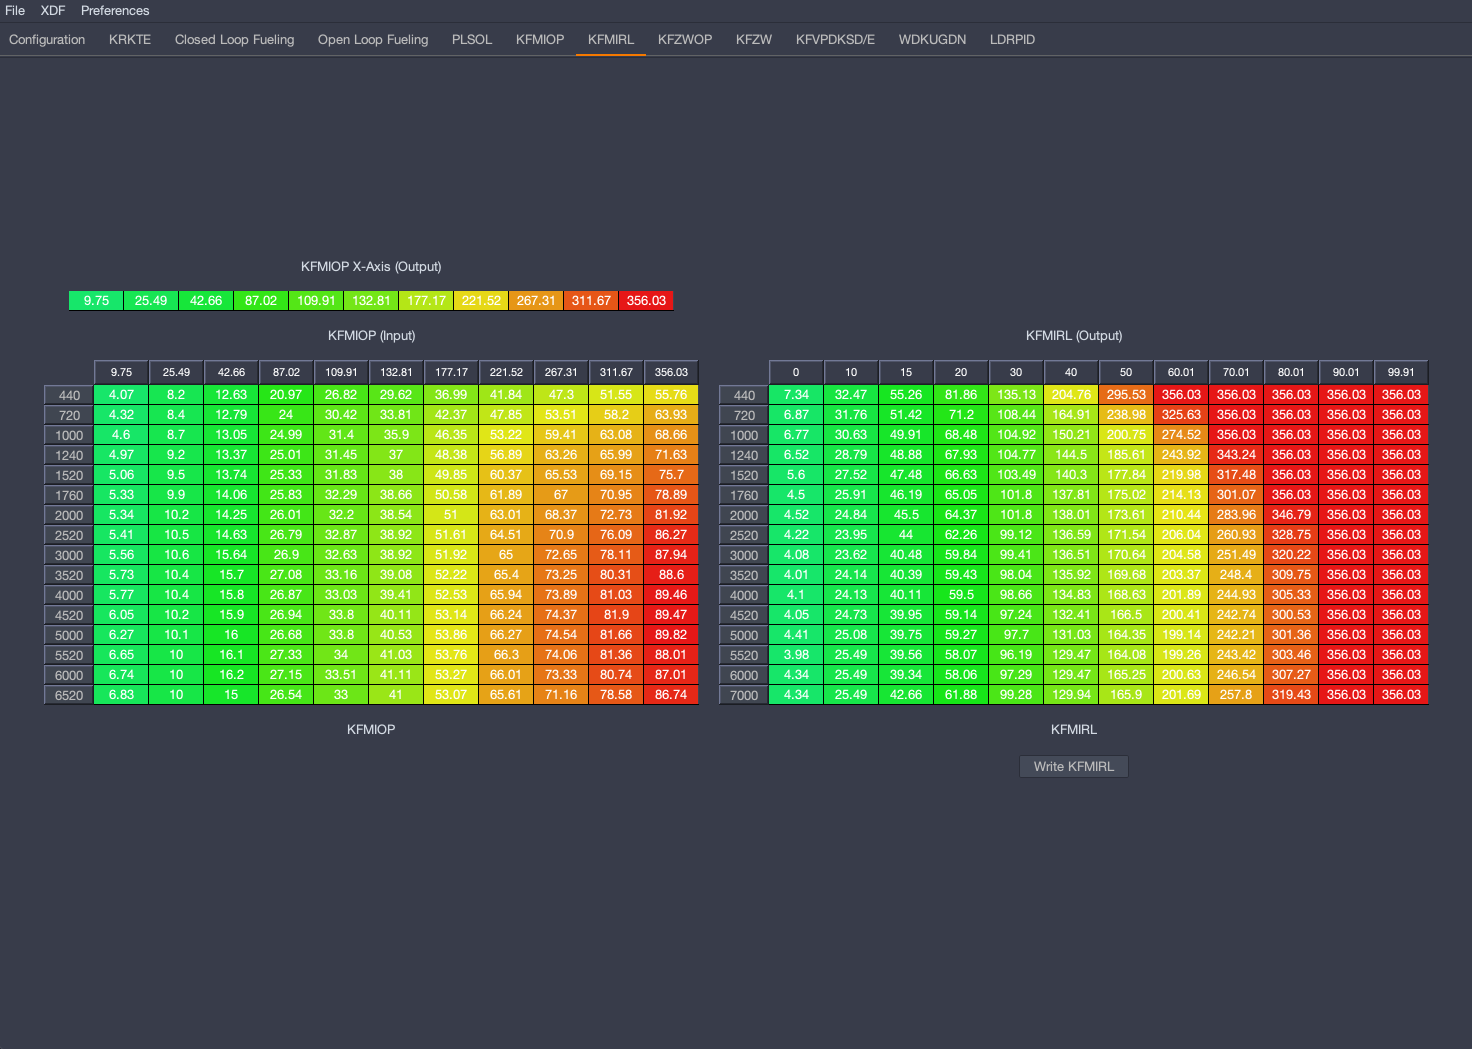 File XDF Preferences
Configuration KRKTE Closed Loop Fueling Open Loop Fueling PLSOL KFMIOP KFMIRL KFZWOP KFZW KFVPDKSD/E WDKUGDN LDRPID
KFMIOP X-Axis (Output)
9.75 25.49 42.66 87.02 109.91 132.81 177.17 221.52 267.31 311.67 356.03
KFMIOP (Input)
9.75 25.49 42.66 87.02 109.91 132.81 177.17 221.52 267.31 311.67 356.03
440 4.07 8.2 12.63 20.97 26.82 29.62 36.99 41.84 47.3 51.55 55.76
720 4.32 8.4 12.79 24 30.42 33.81 42.37 47.85 53.51 58.2 63.93
1000 4.6 8.7 13.05 24.99 31.4 35.9 46.35 53.22 59.41 63.08 68.66
1240 4.97 9.2 13.37 25.01 31.45 37 48.38 56.89 63.26 65.99 71.63
1520 5.06 9.5 13.74 25.33 31.83 38 49.85 60.37 65.53 69.15 75.7
1760 5.33 9.9 14.06 25.83 32.29 38.66 50.58 61.89 67 70.95 78.89
2000 5.34 10.2 14.25 26.01 32.2 38.54 51 63.01 68.37 72.73 81.92
2520 5.41 10.5 14.63 26.79 32.87 38.92 51.61 64.51 70.9 76.09 86.27
3000 5.56 10.6 15.64 26.9 32.63 38.92 51.92 65 72.65 78.11 87.94
3520 5.73 10.4 15.7 27.08 33.16 39.08 52.22 65.4 73.25 80.31 88.6
4000 5.77 10.4 15.8 26.87 33.03 39.41 52.53 65.94 73.89 81.03 89.46
4520 6.05 10.2 15.9 26.94 33.8 40.11 53.14 66.24 74.37 81.9 89.47
5000 6.27 10.1 16 26.68 33.8 40.53 53.86 66.27 74.54 81.66 89.82
5520 6.65 10 16.1 27.33 34 41.03 53.76 66.3 74.06 81.36 88.01
6000 6.74 10 16.2 27.15 33.51 41.11 53.27 66.01 73.33 80.74 87.01
6520 6.83 10 15 26.54 33 41 53.07 65.61 71.16 78.58 86.74
KFMIOP
KFMIRL (Output)
0 10 15 20 30 40 50 60.01 70.01 80.01 90.01 99.91
440 7.34 32.47 55.26 81.86 135.13 204.76 295.53 356.03 356.03 356.03 356.03 356.03
720 6.87 31.76 51.42 71.2 108.44 164.91 238.98 325.63 356.03 356.03 356.03 356.03
1000 6.77 30.63 49.91 68.48 104.92 150.21 200.75 274.52 356.03 356.03 356.03 356.03
1240 6.52 28.79 48.88 67.93 104.77 144.5 185.61 243.92 343.24 356.03 356.03 356.03
1520 5.6 27.52 47.48 66.63 103.49 140.3 177.84 219.98 317.48 356.03 356.03 356.03
1760 4.5 25.91 46.19 65.05 101.8 137.81 175.02 214.13 301.07 356.03 356.03 356.03
2000 4.52 24.84 45.5 64.37 101.8 138.01 173.61 210.44 283.96 346.79 356.03 356.03
2520 4.22 23.95 44 62.26 99.12 136.59 171.54 206.04 260.93 328.75 356.03 356.03
3000 4.08 23.62 40.48 59.84 99.41 136.51 170.64 204.58 251.49 320.22 356.03 356.03
3520 4.01 24.14 40.39 59.43 98.04 135.92 169.68 203.37 248.4 309.75 356.03 356.03
4000 4.1 24.13 40.11 59.5 98.66 134.83 168.63 201.89 244.93 305.33 356.03 356.03
4520 4.05 24.73 39.95 59.14 97.24 132.41 166.5 200.41 242.74 300.53 356.03 356.03
5000 4.41 25.08 39.75 59.27 97.7 131.03 164.35 199.14 242.21 301.36 356.03 356.03
5520 3.98 25.49 39.56 58.07 96.19 129.47 164.08 199.26 243.42 303.46 356.03 356.03
6000 4.34 25.49 39.34 58.06 97.29 129.47 165.25 200.63 246.54 307.27 356.03 356.03
7000 4.34 25.49 42.66 61.88 99.28 129.94 165.9 201.69 257.8 319.43 356.03 356.03
KFMIRL
Write KFMIRL